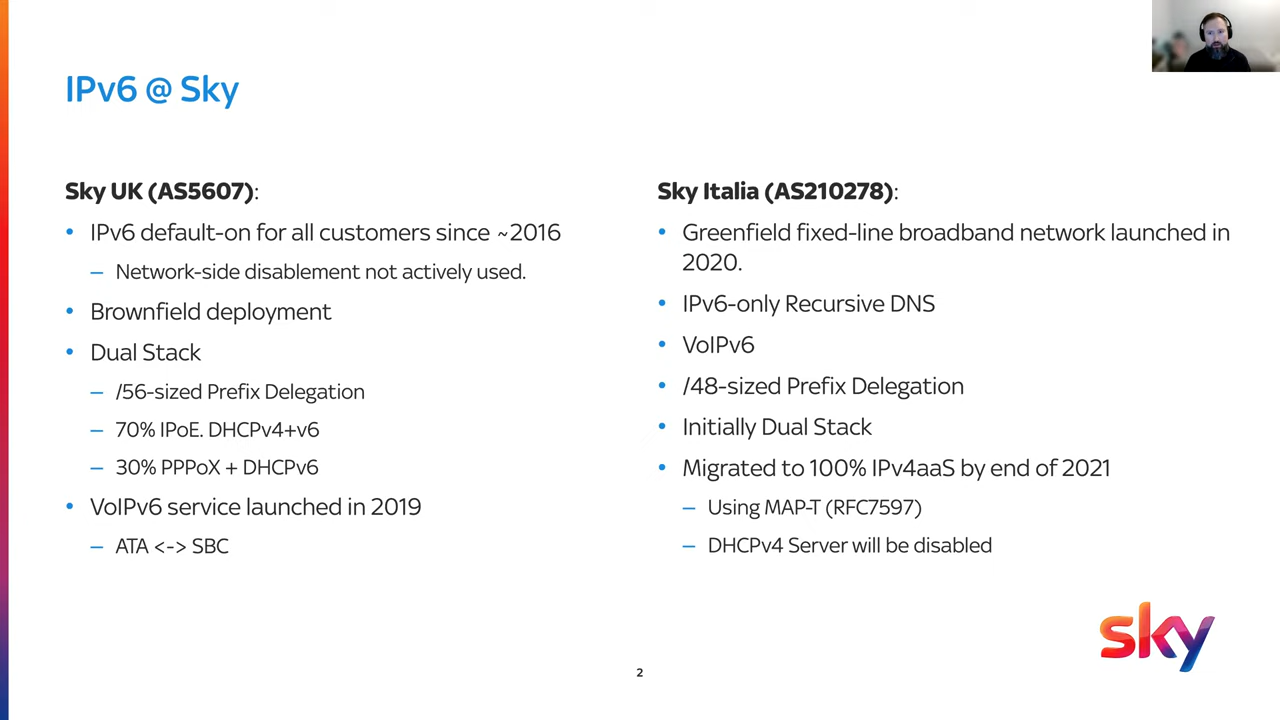 IPv6 @ Sky
Sky UK (AS5607):
• IPv6 default-on for all customers since ~2016
– Network-side disablement not actively used.
• Brownfield deployment
• Dual Stack
– /56-sized Prefix Delegation
– 70% IPoE. DHCPv4+v6
– 30% PPPoX + DHCPv6
• VoIPv6 service launched in 2019
– ATA <-> SBC
Sky Italia (AS210278):
• Greenfield fixed-line broadband network launched in
2020.
• IPv6-only Recursive DNS
• VoIPv6
• /48-sized Prefix Delegation
• Initially Dual Stack
• Migrated to 100% IPv4aaS by end of 2021
– Using MAP-T (RFC7597)
– DHCPv4 Server will be disabled
sky
2